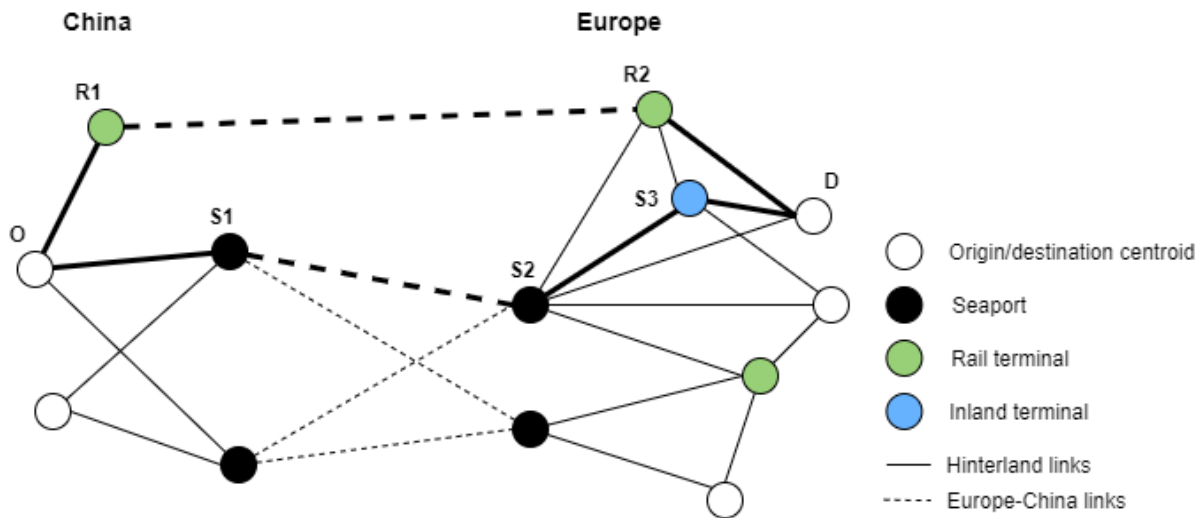 China
Europe
R1
R2
O
S1
S2
S3
D
Origin/destination centroid
Seaport
Rail terminal
Inland terminal
Hinterland links
Europe-China links